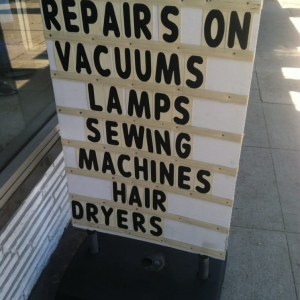 REPAIRS ON
VACUUMS
LAMPS
SEWING
MACHINES
HAIR
DRYERS